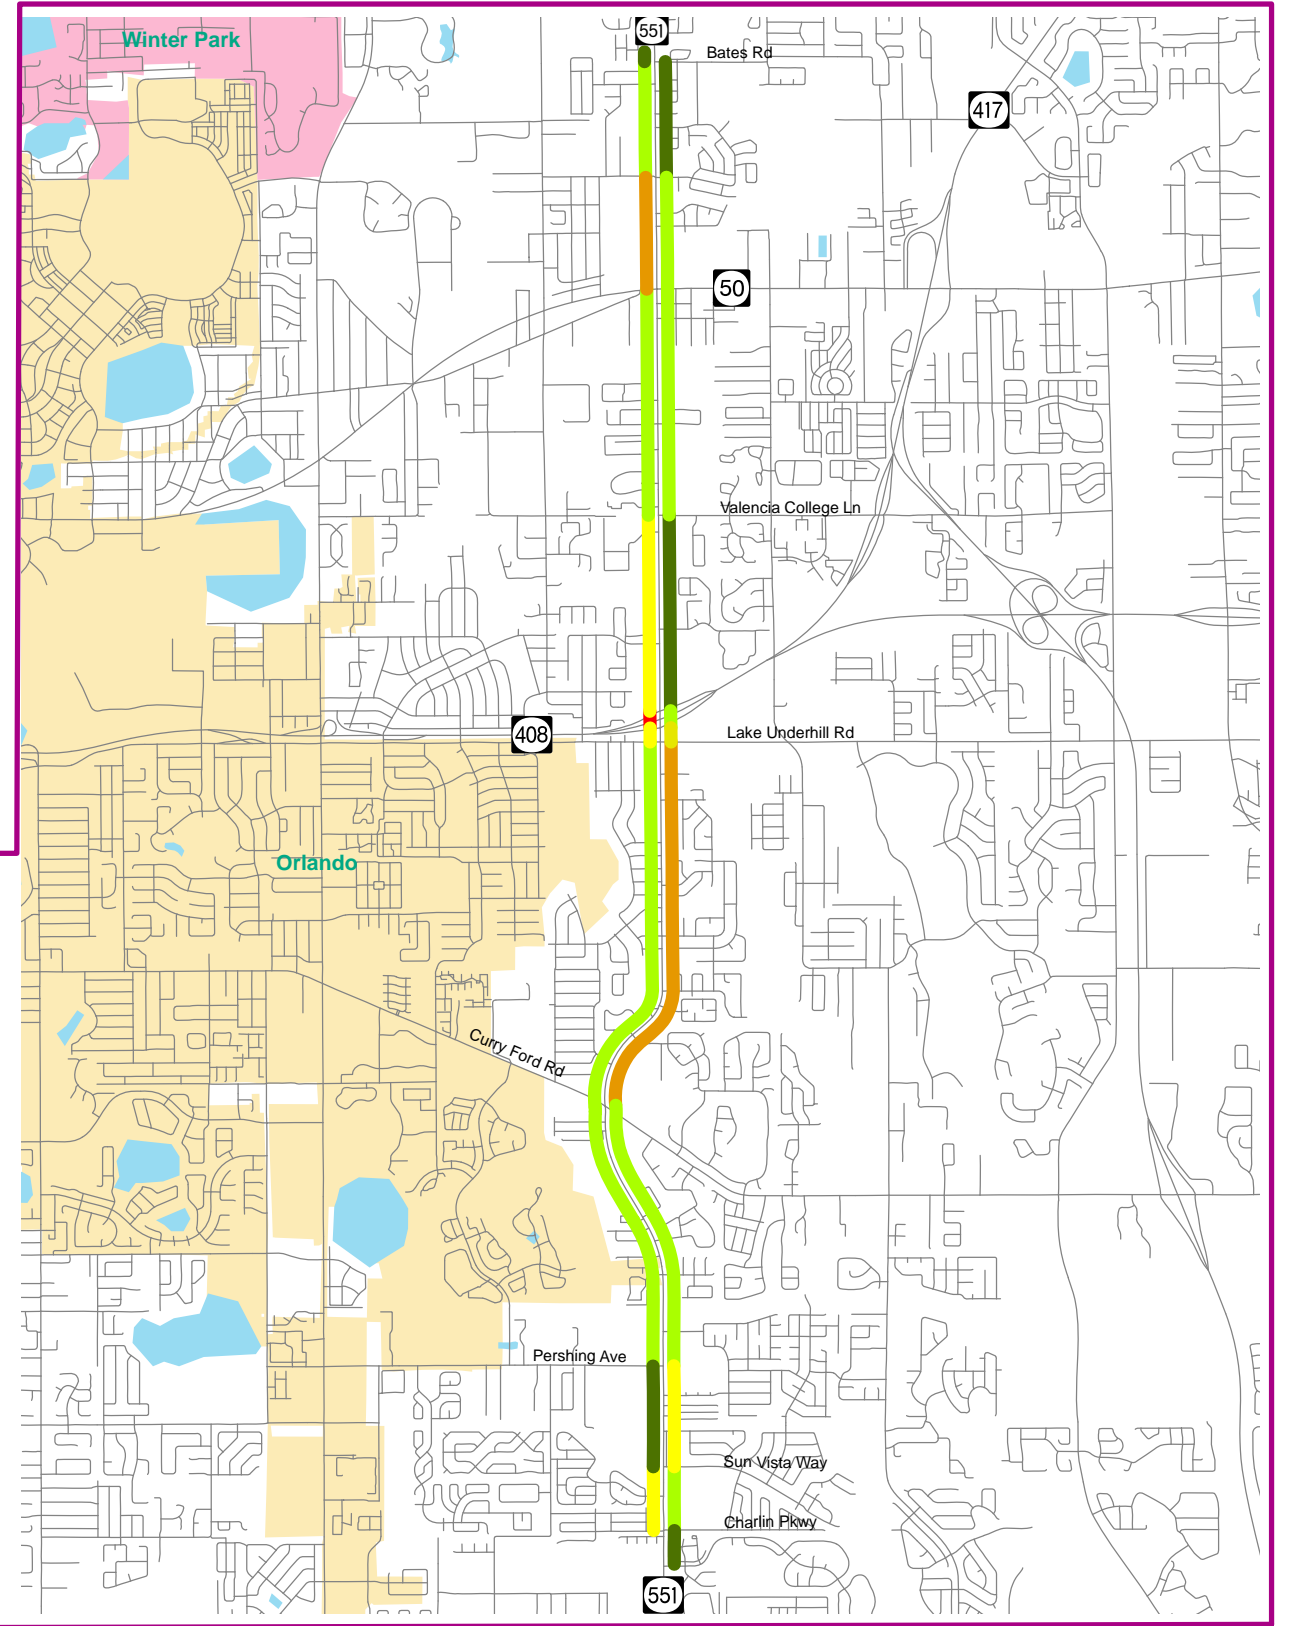 551
Winter Park
Bates Rd
417
50
Valencia College Ln
408
Lake Underhill Rd
Orlando
Curry Ford Rd
Pershing Ave
Sun Vista Way
Charlin Pkwy
551